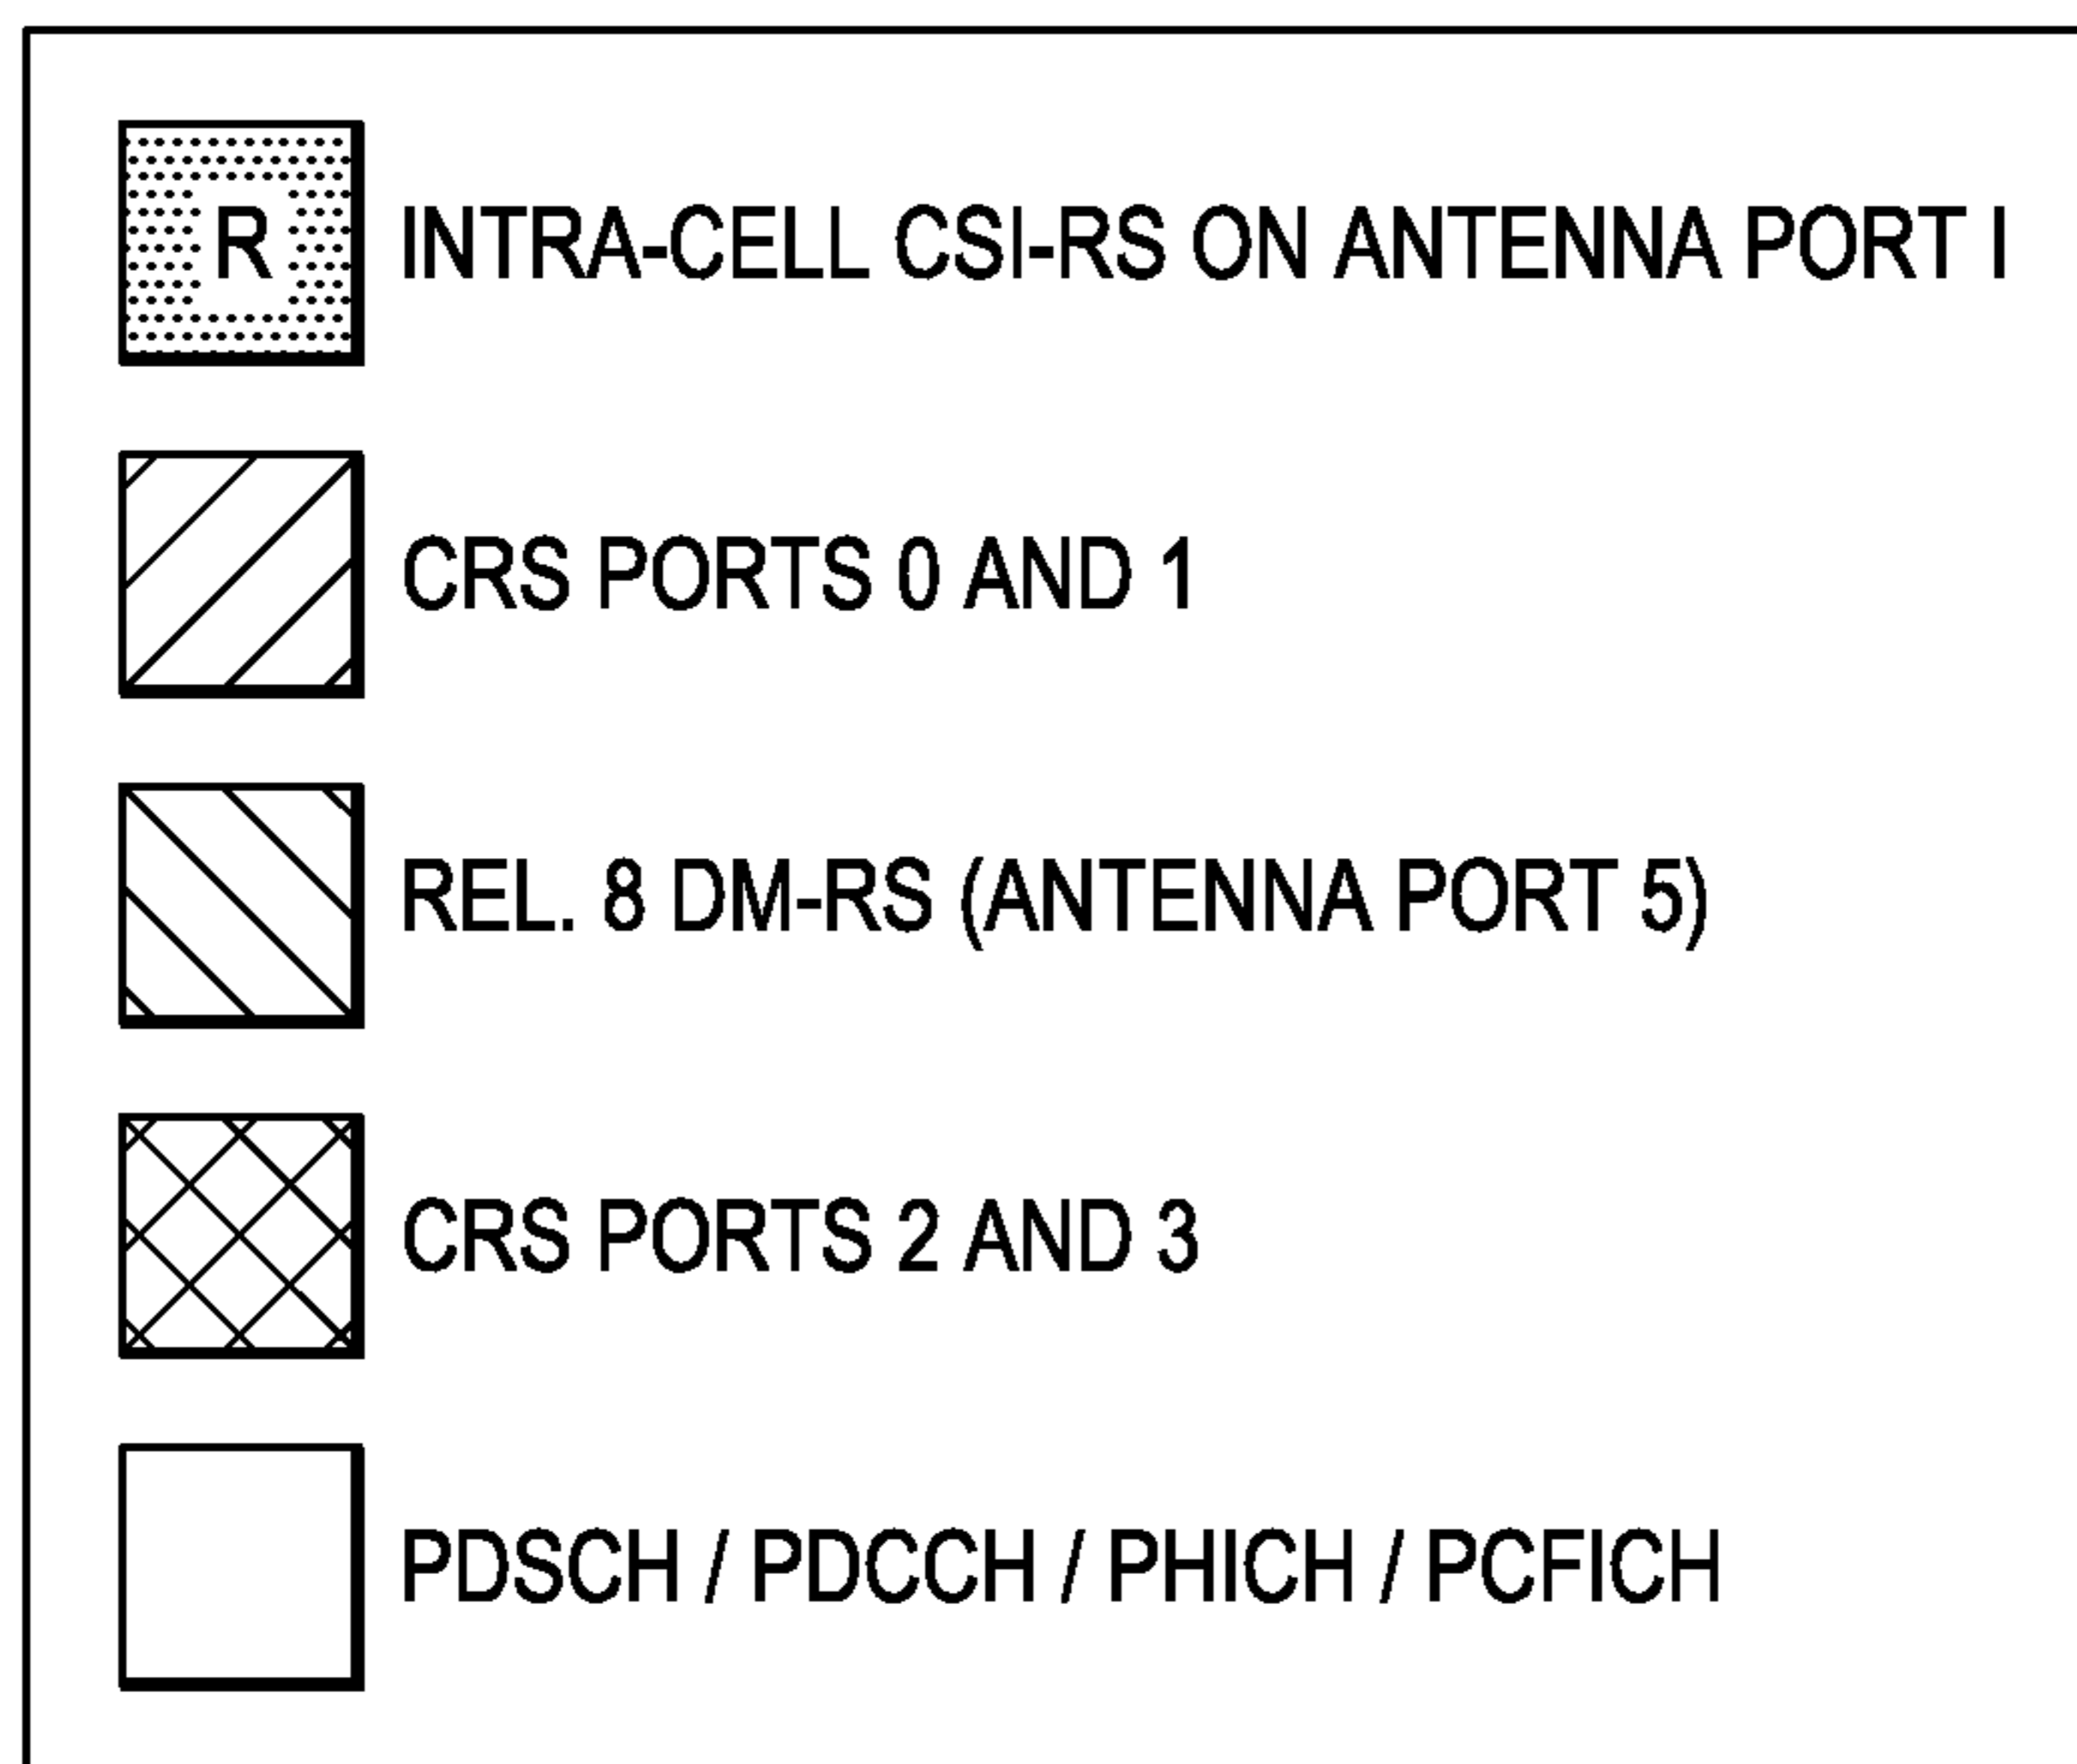 R INTRA-CELL CSI-RS ON ANTENNA PORT I
CRS PORTS 0 AND 1
REL. 8 DM-RS (ANTENNA PORT 5)
CRS PORTS 2 AND 3
PDSCH / PDCCH / PHICH / PCFICH